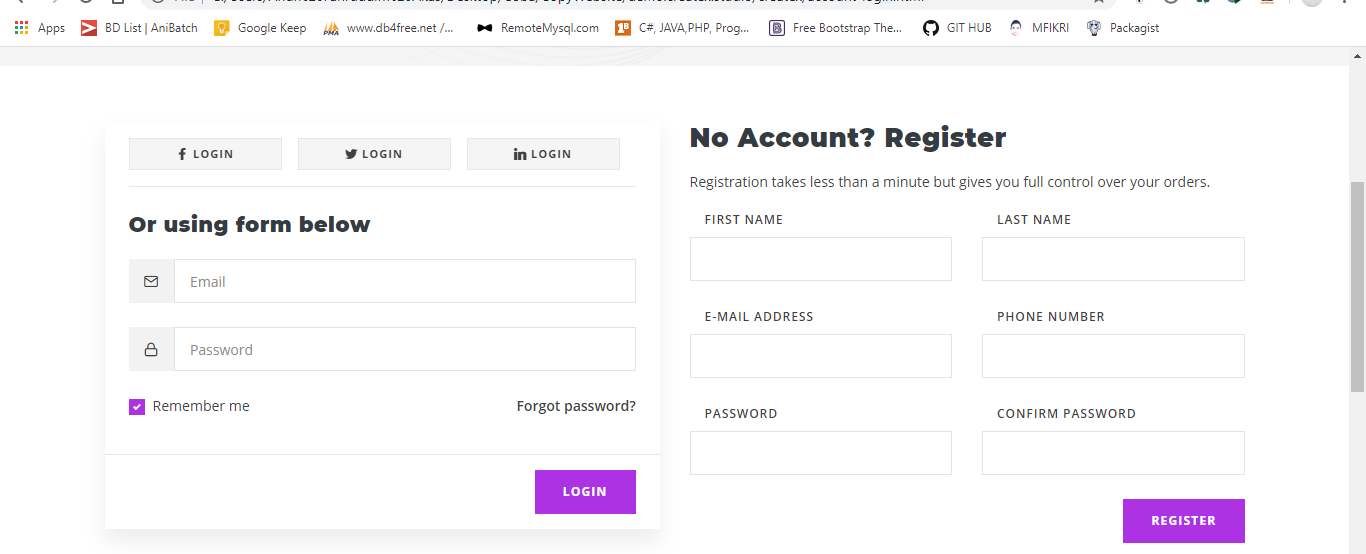 Apps BD List | AniBatch Google Keep www.db4free.net /... RemoteMysql.com C#, JAVA,PHP, Prog... Free Bootstrap The... GIT HUB MFIKRI Packagist
LOGIN LOGIN LOGIN
Or using form below
Email
Password
Remember me Forgot password?
LOGIN
No Account? Register
Registration takes less than a minute but gives you full control over your orders.
FIRST NAME LAST NAME
E-MAIL ADDRESS PHONE NUMBER
PASSWORD CONFIRM PASSWORD
REGISTER